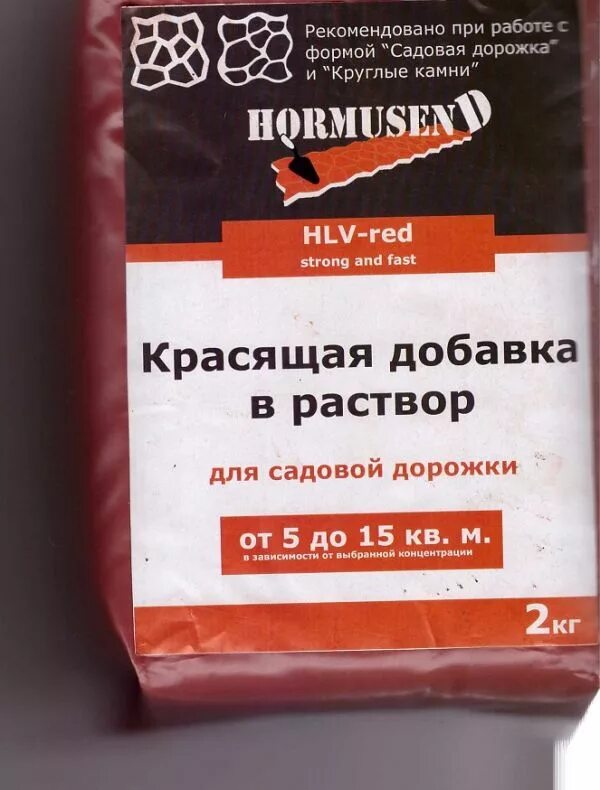 Рекомендовано при работе с
формой "Садовая дорожка"
и "Круглые камни"
HORMUSEND
HLV-red
strong and fast
Красящая добавка
в раствор
для садовой дорожки
от 5 до 15 кв. м.
в зависимости от выбранной концентрации
2кг